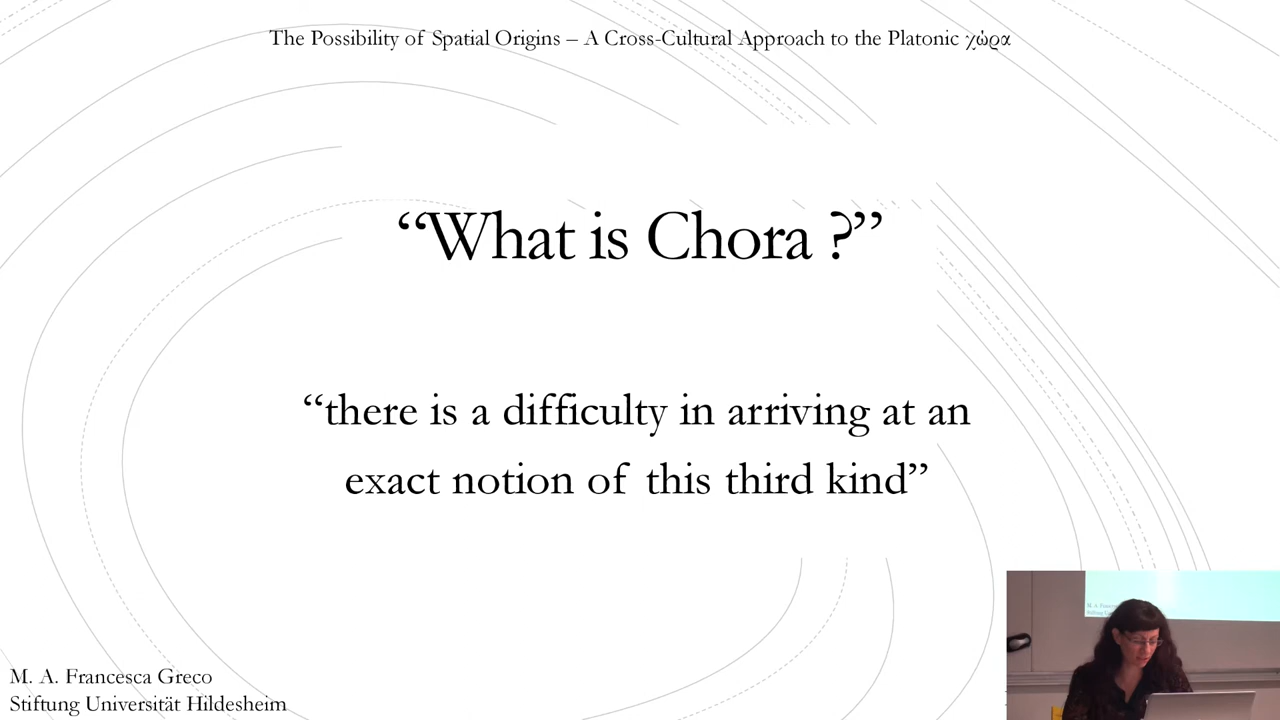 The Possibility of Spatial Origins – A Cross-Cultural Approach to the Platonic χώρα
“What is Chora ?”
“there is a difficulty in arriving at an
exact notion of this third kind”
M. A. Francesca Greco
Stiftung Universität Hildesheim